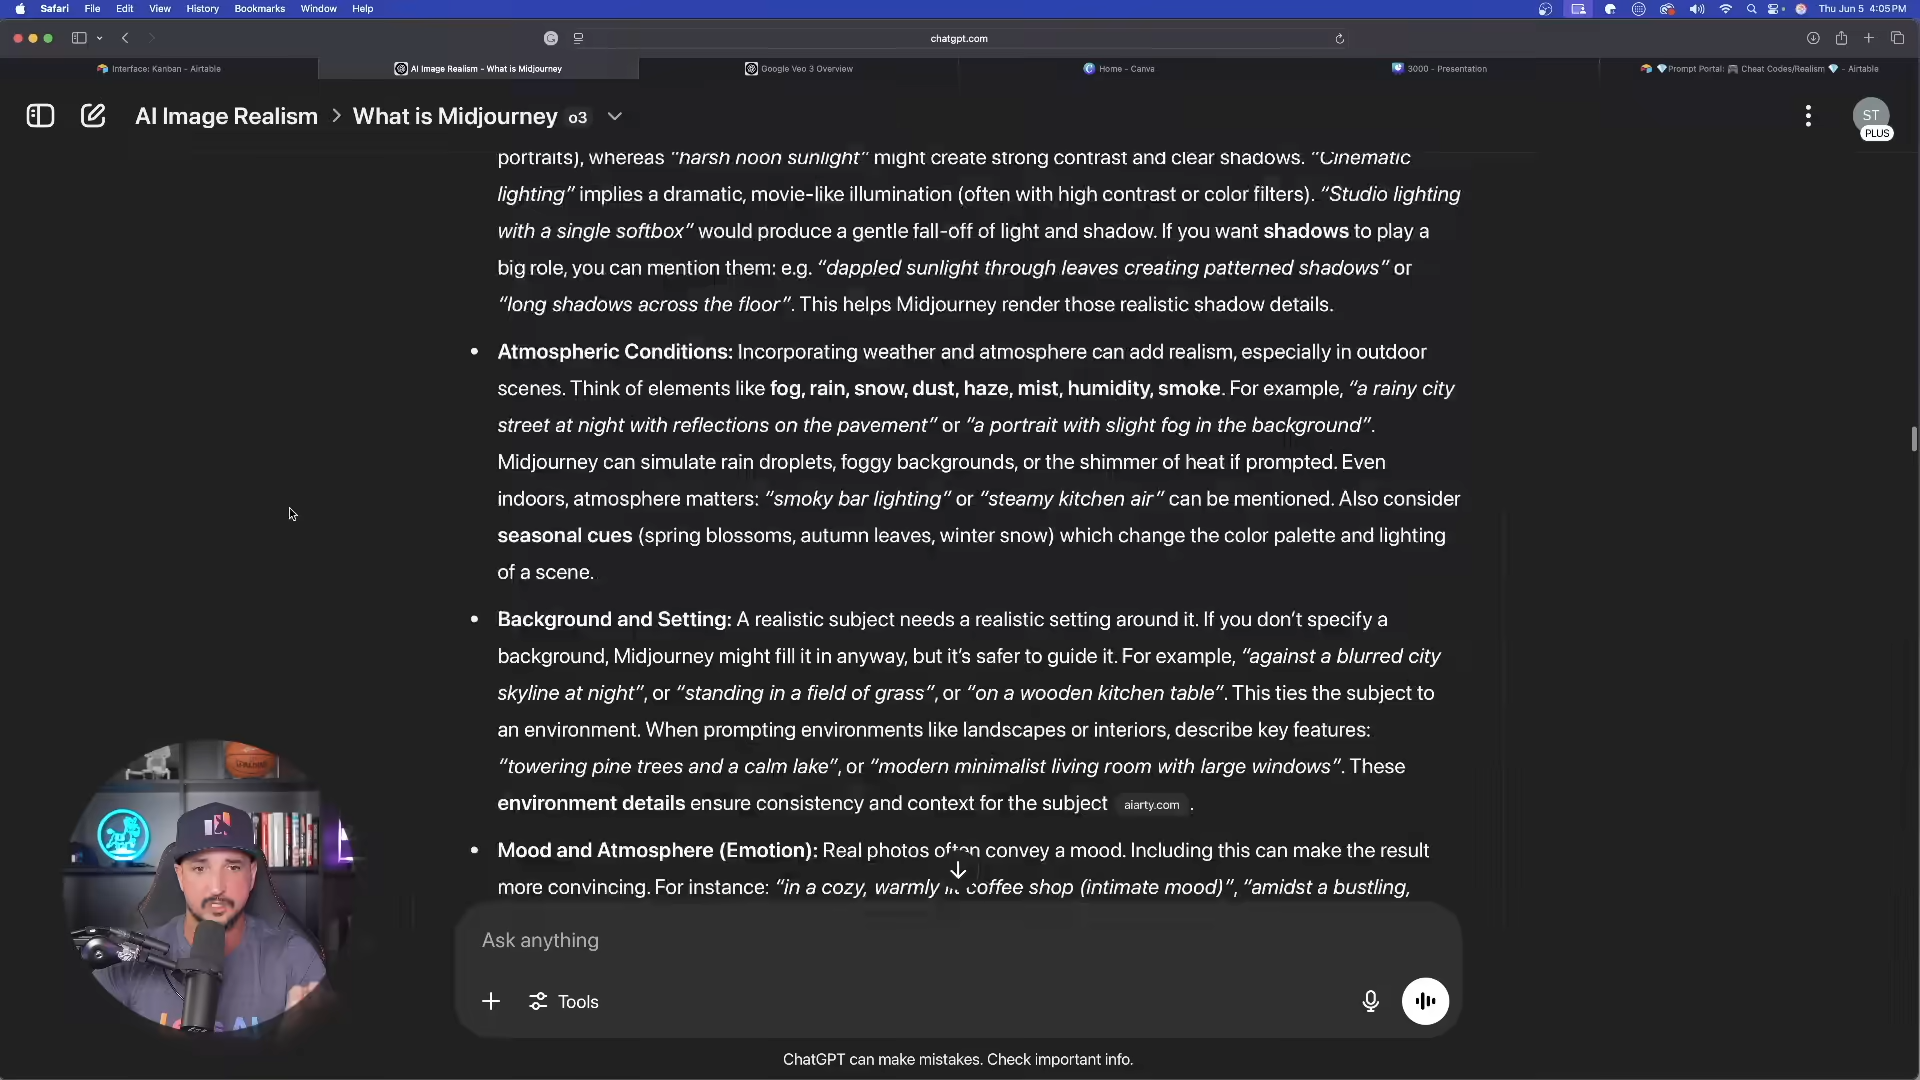 Safari File Edit View History Bookmarks Window Help
Thu Jun 5 4:05 PM
chatgpt.com
Interface: Kanban - Airtable
AI Image Realism - What is Midjourney
Google Veo 3 Overview
Home - Canva
3000 - Presentation
Prompt Portal: Cheat Codes/Realism - Airtable
AI Image Realism > What is Midjourney o3
ST
PLUS
portraits), whereas “harsh noon sunlight” might create strong contrast and clear shadows. “Cinematic
lighting” implies a dramatic, movie-like illumination (often with high contrast or color filters). “Studio lighting
with a single softbox” would produce a gentle fall-off of light and shadow. If you want shadows to play a
big role, you can mention them: e.g. “dappled sunlight through leaves creating patterned shadows” or
“long shadows across the floor”. This helps Midjourney render those realistic shadow details.
• Atmospheric Conditions: Incorporating weather and atmosphere can add realism, especially in outdoor
scenes. Think of elements like fog, rain, snow, dust, haze, mist, humidity, smoke. For example, “a rainy city
street at night with reflections on the pavement” or “a portrait with slight fog in the background”.
Midjourney can simulate rain droplets, foggy backgrounds, or the shimmer of heat if prompted. Even
indoors, atmosphere matters: “smoky bar lighting” or “steamy kitchen air” can be mentioned. Also consider
seasonal cues (spring blossoms, autumn leaves, winter snow) which change the color palette and lighting
of a scene.
• Background and Setting: A realistic subject needs a realistic setting around it. If you don’t specify a
background, Midjourney might fill it in anyway, but it’s safer to guide it. For example, “against a blurred city
skyline at night”, or “standing in a field of grass”, or “on a wooden kitchen table”. This ties the subject to
an environment. When prompting environments like landscapes or interiors, describe key features:
“towering pine trees and a calm lake”, or “modern minimalist living room with large windows”. These
environment details ensure consistency and context for the subject aiarty.com .
• Mood and Atmosphere (Emotion): Real photos often convey a mood. Including this can make the result
more convincing. For instance: “in a cozy, warmly lit coffee shop (intimate mood)”, “amidst a bustling,
Ask anything
Tools
ChatGPT can make mistakes. Check important info.